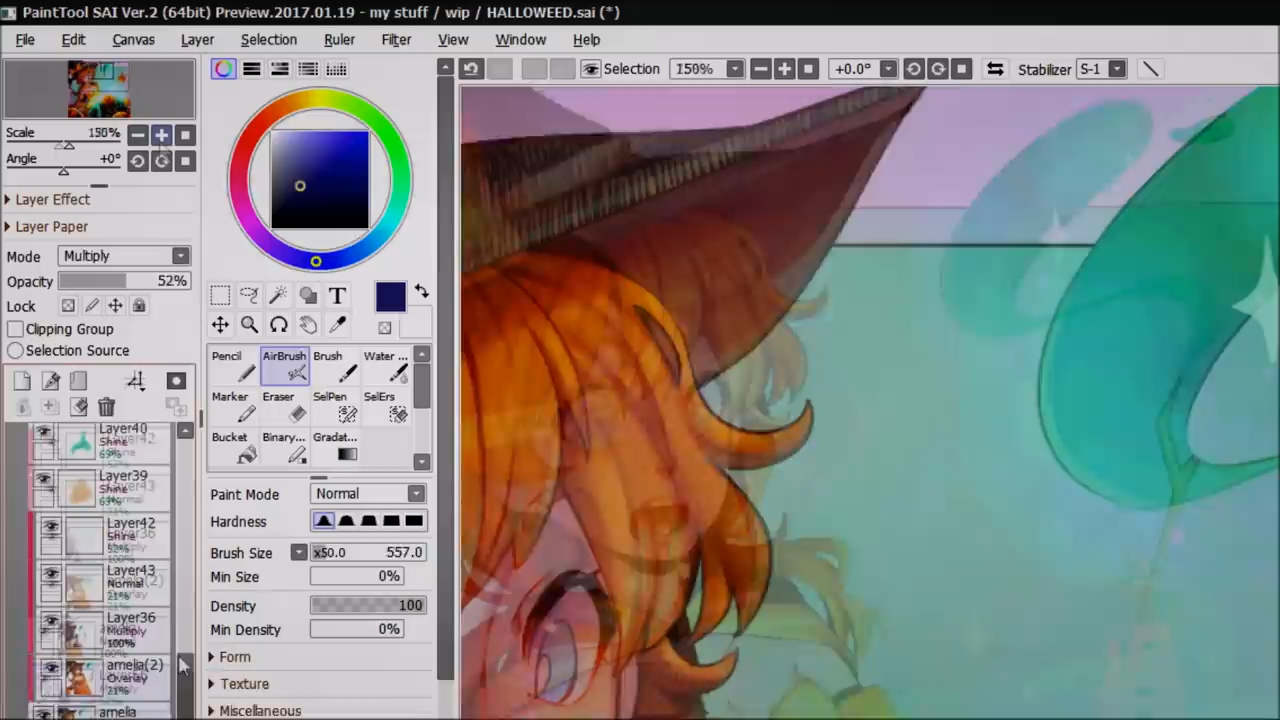 PaintTool SAI Ver.2 (64bit) Preview.2017.01.19 - my stuff / wip / HALLOWEED.sai (*)
File Edit Canvas Layer Selection Ruler Filter View Window Help
Selection 150% +0.0° Stabilizer S-1
Scale 150%
Angle +0°
Layer Effect
Layer Paper
Mode Multiply
Opacity 52%
Lock
Clipping Group
Selection Source
Layer40
Shine
63%
Layer39
Shine
63%
Layer42
Shine
Layer43
Normal
21%
Layer36
Multiply
100%
amelia(2)
Overlay
21%
amelia
T
Pencil AirBrush Brush Water ...
Marker Eraser SelPen SelErs
Bucket Binary... Gradat...
Paint Mode Normal
Hardness
Brush Size x50.0 557.0
Min Size 0%
Density 100
Min Density 0%
Form
Texture
Miscellaneous